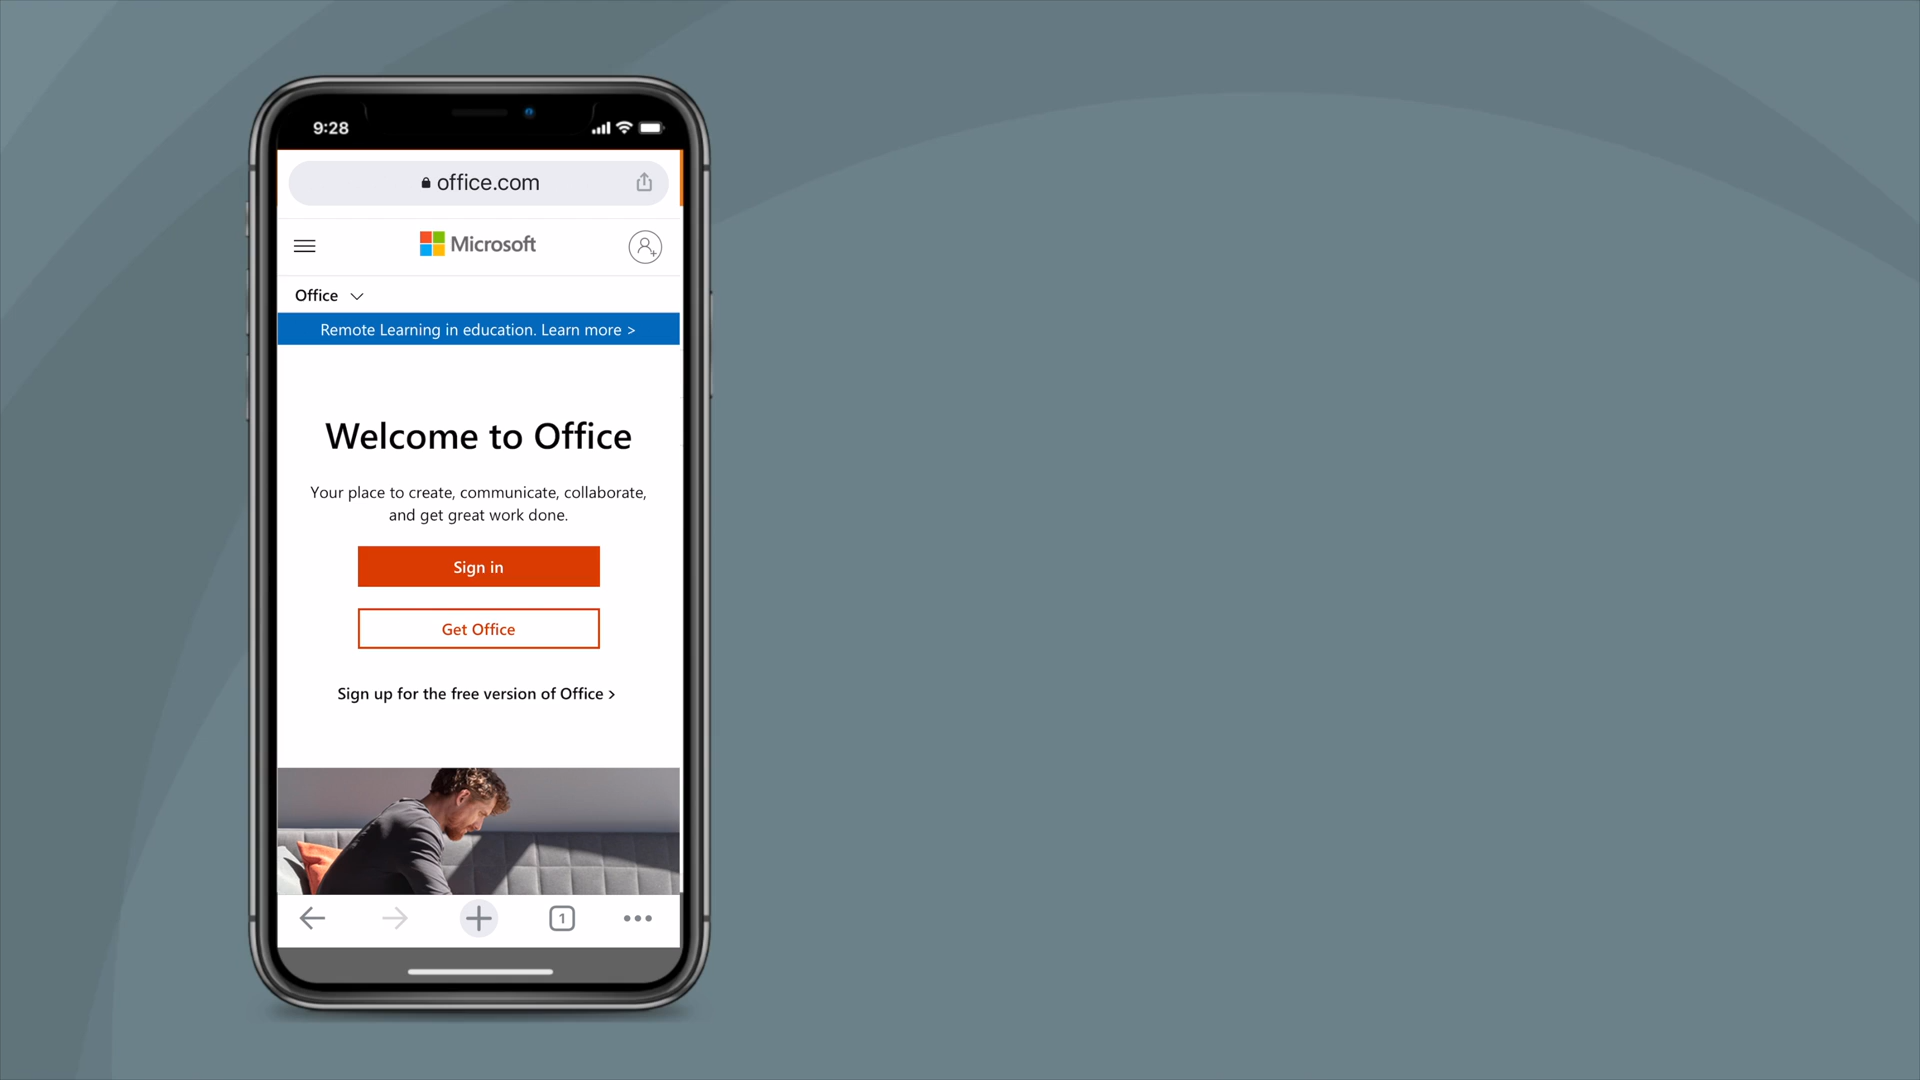 9:28
office.com
Microsoft
Office
Remote Learning in education. Learn more >
Welcome to Office
Your place to create, communicate, collaborate,
and get great work done.
Sign in
Get Office
Sign up for the free version of Office >
1